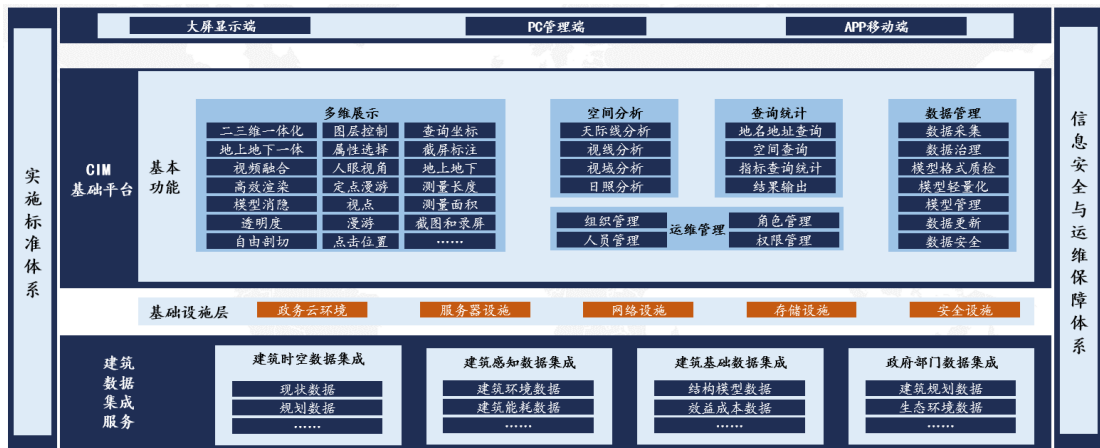 大屏显示端
PC管理端
APP移动端
实施标准体系
信息安全与运维保障体系
CIM
基础平台
基本
功能
多维展示
二三维一体化
图层控制
查询坐标
地上地下一体
属性选择
截屏标注
视频融合
人眼视角
地上地下
高效渲染
定点漫游
测量长度
模型消隐
视点
测量面积
透明度
漫游
截图和录屏
自由剖切
点击位置
……
空间分析
天际线分析
视线分析
视域分析
日照分析
查询统计
地名地址查询
空间查询
指标查询统计
结果输出
运维管理
组织管理
角色管理
人员管理
权限管理
数据管理
数据采集
数据治理
模型格式质检
模型轻量化
模型管理
数据更新
数据安全
基础设施层
政务云环境
服务器设施
网络设施
存储设施
安全设施
建筑
数据
集成
服务
建筑时空数据集成
现状数据
规划数据
……
建筑感知数据集成
建筑环境数据
建筑能耗数据
……
建筑基础数据集成
结构模型数据
效益成本数据
……
政府部门数据集成
建筑规划数据
生态环境数据
……